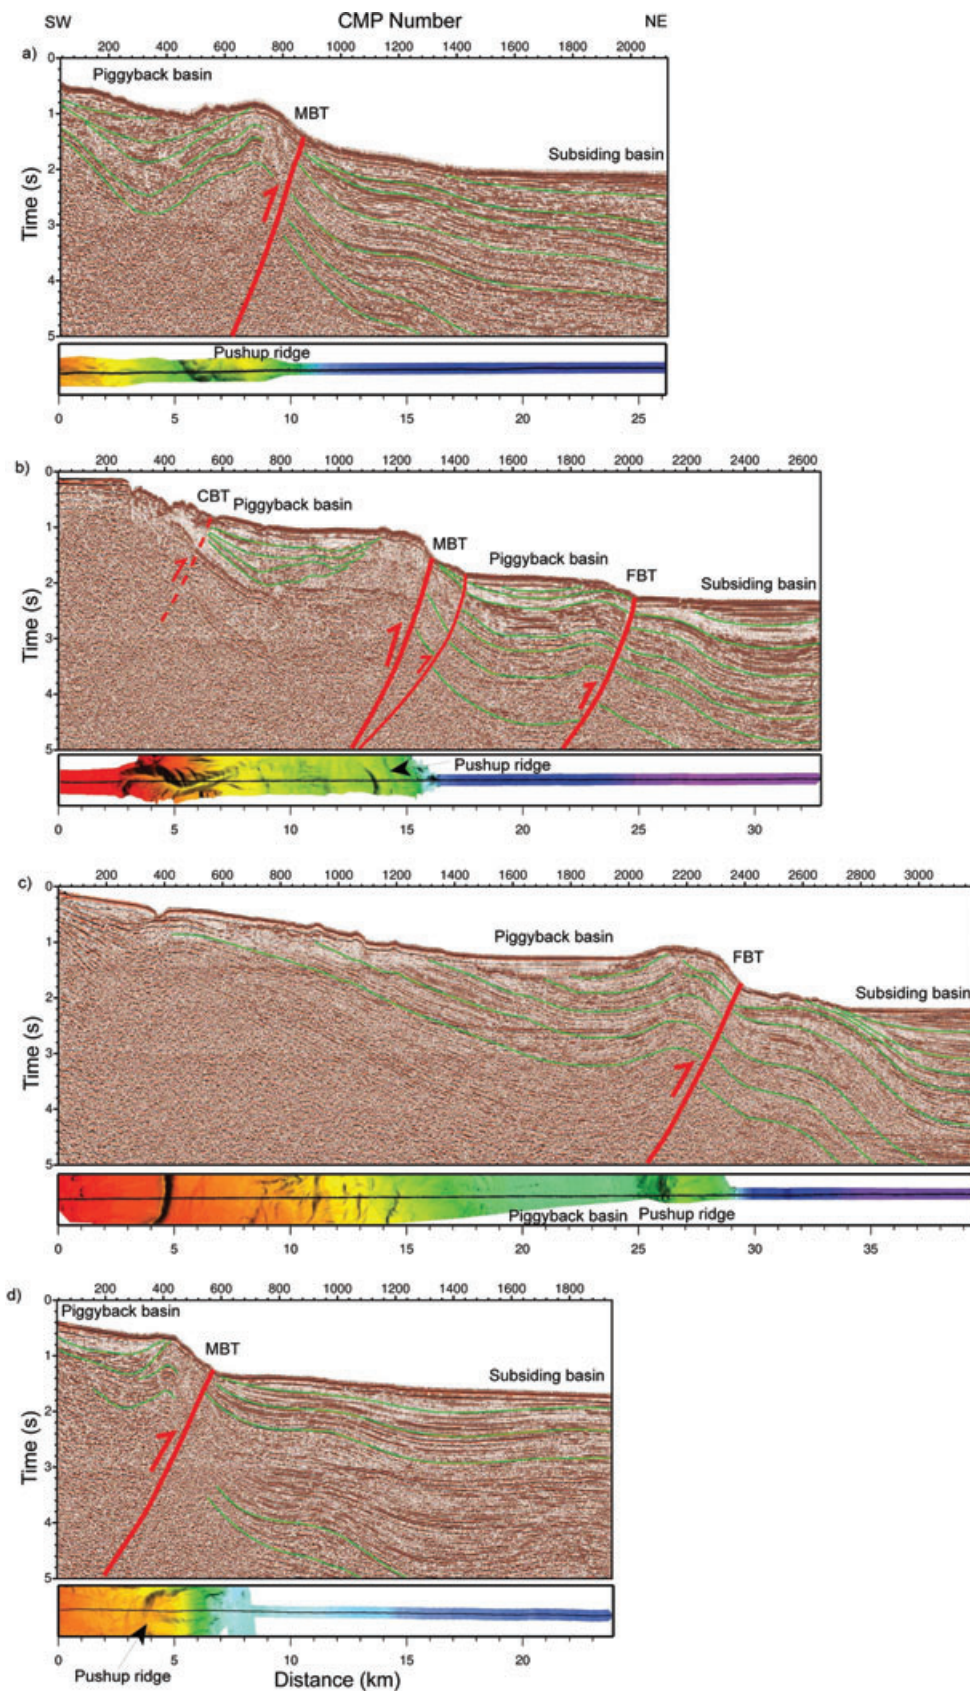 SW CMP Number NE
200 400 600 800 1000 1200 1400 1600 1800 2000
a)
0
Piggyback basin
MBT
1
Subsiding basin
2
Time (s)
3
4
5
Pushup ridge
0 5 10 15 20 25
200 400 600 800 1000 1200 1400 1600 1800 2000 2200 2400 2600
b)
0
CBT
Piggyback basin
1
MBT
Piggyback basin
FBT
Subsiding basin
2
Time (s)
3
4
5
Pushup ridge
0 5 10 15 20 25 30
200 400 600 800 1000 1200 1400 1600 1800 2000 2200 2400 2600 2800 3000
c)
0
Piggyback basin
1
FBT
Subsiding basin
2
Time (s)
3
4
5
Piggyback basin Pushup ridge
0 5 10 15 20 25 30 35
200 400 600 800 1000 1200 1400 1600 1800
d)
0
Piggyback basin
MBT
1
Subsiding basin
2
Time (s)
3
4
5
0 5 10 15 20
Pushup ridge
Distance (km)